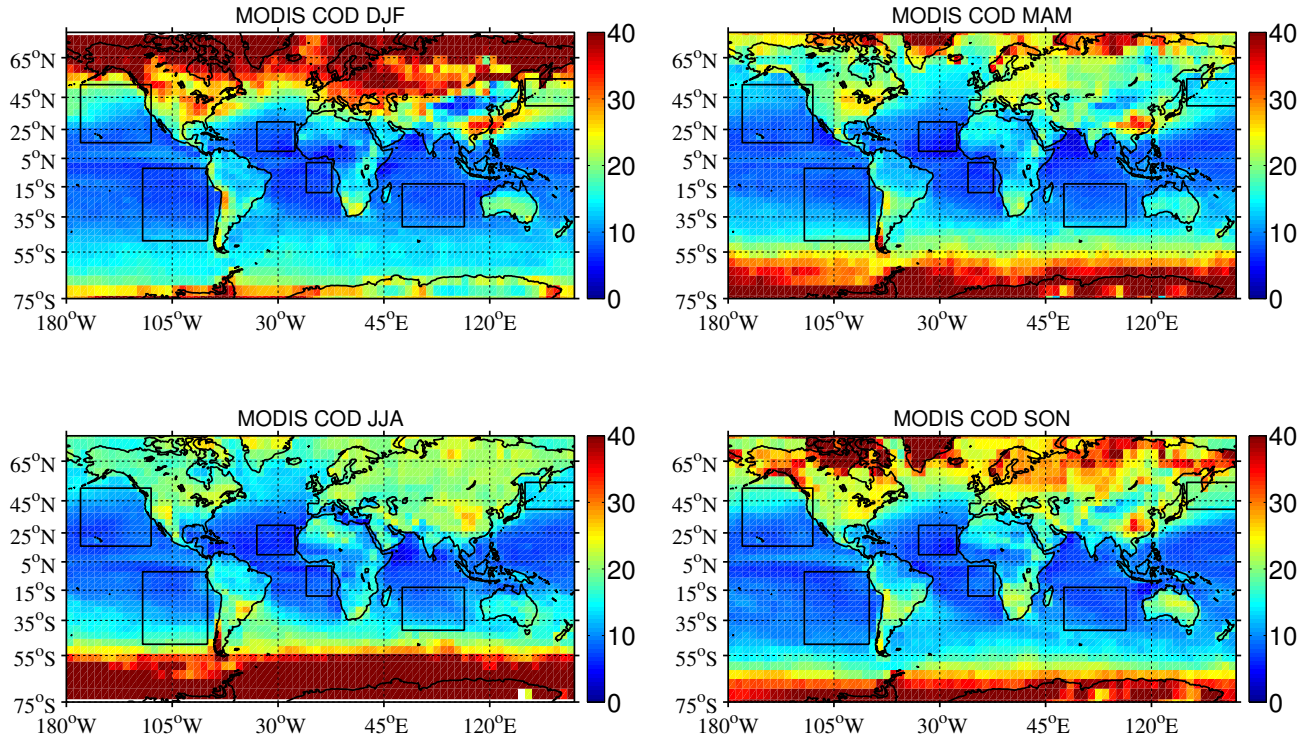 MODIS COD DJF
65°N
45°N
25°N
5°N
15°S
35°S
55°S
75°S
180°W
105°W
30°W
45°E
120°E
40
30
20
10
0
MODIS COD MAM
65°N
45°N
25°N
5°N
15°S
35°S
55°S
75°S
180°W
105°W
30°W
45°E
120°E
40
30
20
10
0
MODIS COD JJA
65°N
45°N
25°N
5°N
15°S
35°S
55°S
75°S
180°W
105°W
30°W
45°E
120°E
40
30
20
10
0
MODIS COD SON
65°N
45°N
25°N
5°N
15°S
35°S
55°S
75°S
180°W
105°W
30°W
45°E
120°E
40
30
20
10
0